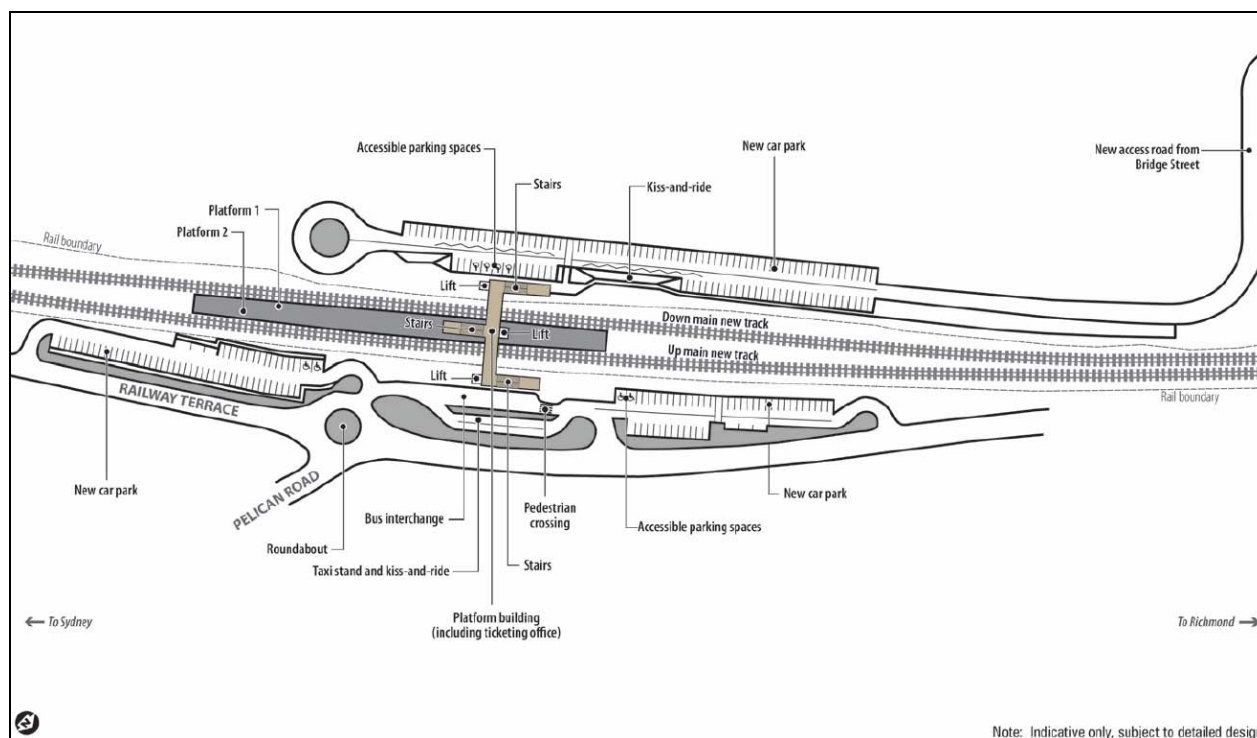 Accessible parking spaces
New car park
New access road from
Bridge Street
Stairs
Kiss-and-ride
Platform 1
Platform 2
Rail boundary
Lift
Stairs
Lift
Down main new track
Up main new track
Lift
Rail boundary
RAILWAY TERRACE
PELICAN ROAD
New car park
Bus interchange
Pedestrian
crossing
New car park
Accessible parking spaces
Roundabout
Taxi stand and kiss-and-ride
Stairs
Platform building
(including ticketing office)
← To Sydney
To Richmond →
Note: Indicative only, subject to detailed desig